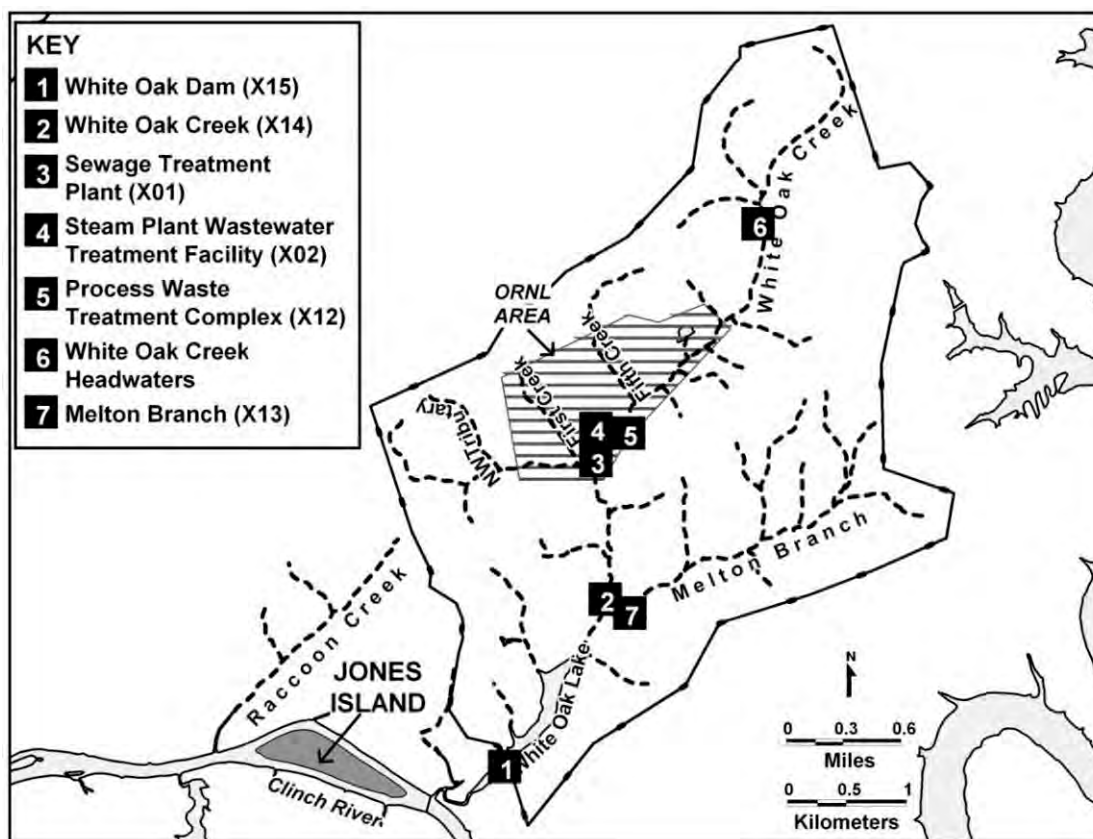 KEY
1 White Oak Dam (X15)
2 White Oak Creek (X14)
3 Sewage Treatment
Plant (X01)
4 Steam Plant Wastewater
Treatment Facility (X02)
5 Process Waste
Treatment Complex (X12)
6 White Oak Creek
Headwaters
7 Melton Branch (X13)
White Oak Creek
6
ORNL
AREA
Fifth Creek
First Creek
NWTributary
4
5
3
Melton Branch
2
7
Raccoon Creek
JONES
ISLAND
White Oak Lake
1
Clinch River
N
0 0.3 0.6
Miles
0 0.5 1
Kilometers